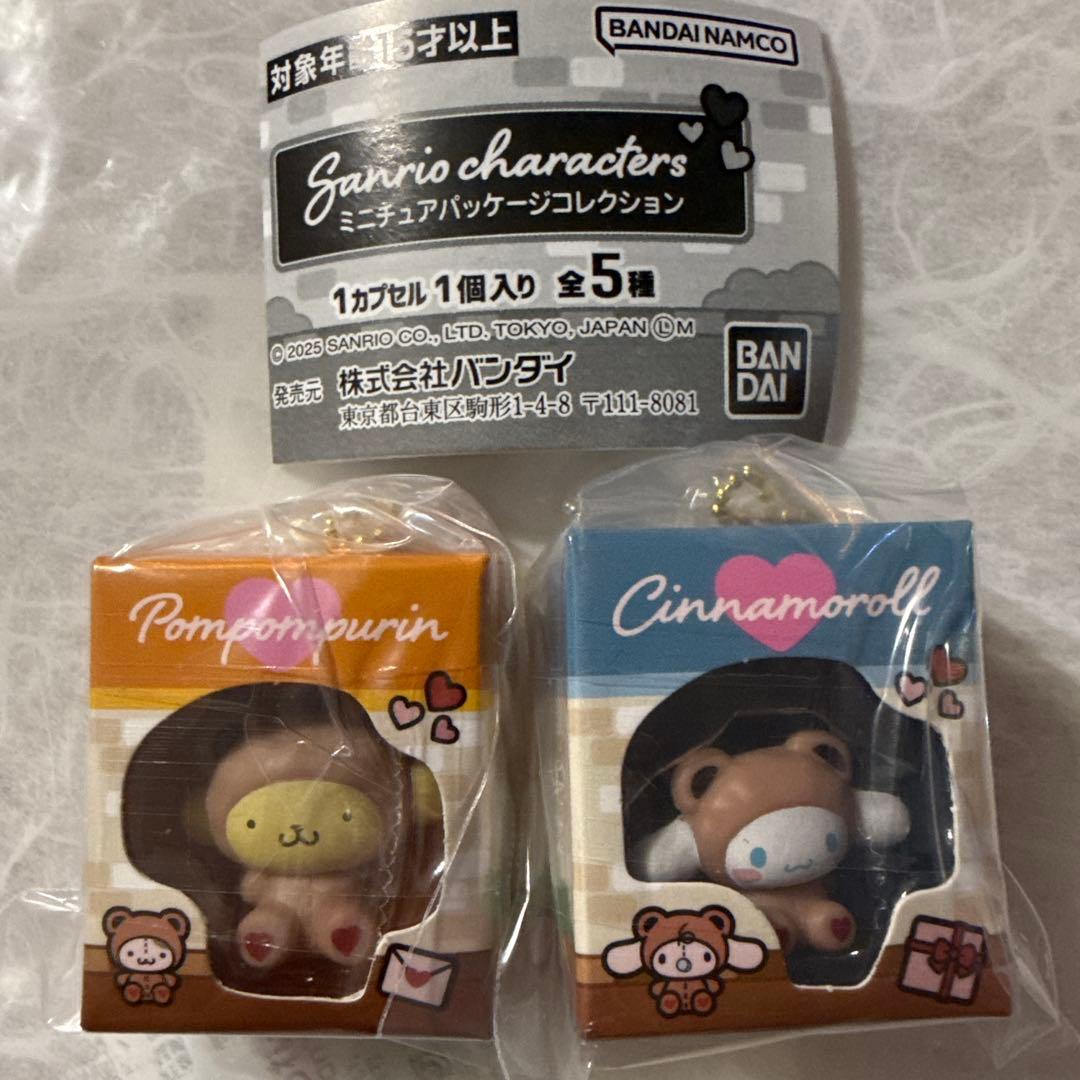 対象年齢15才以上
BANDAI NAMCO
Sanrio characters
ミニチュアパッケージコレクション
1カプセル1個入り 全5種
© 2025 SANRIO CO., LTD. TOKYO, JAPAN Ⓛ M
発売元 株式会社バンダイ
東京都台東区駒形1-4-8 〒111-8081
BAN
DAI
Pompompurin
Cinnamoroll